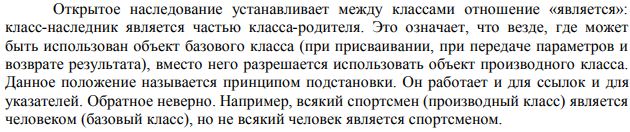 Открытое наследование устанавливает между классами отношение «является»:
класс-наследник является частью класса-родителя. Это означает, что везде, где может
быть использован объект базового класса (при присваивании, при передаче параметров и
возврате результата), вместо него разрешается использовать объект производного класса.
Данное положение называется принципом подстановки. Он работает и для ссылок и для
указателей. Обратное неверно. Например, всякий спортсмен (производный класс) является
человеком (базовый класс), но не всякий человек является спортсменом.